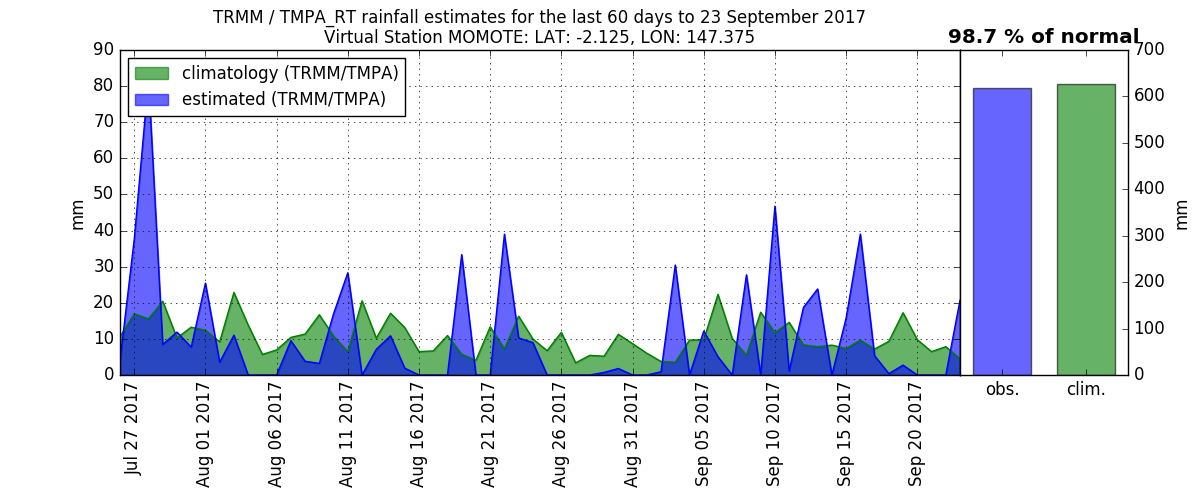 TRMM / TMPA_RT rainfall estimates for the last 60 days to 23 September 2017
Virtual Station MOMOTE: LAT: -2.125, LON: 147.375
98.7 % of normal
climatology (TRMM/TMPA)
estimated (TRMM/TMPA)
mm
90
80
70
60
50
40
30
20
10
0
Jul 27 2017
Aug 01 2017
Aug 06 2017
Aug 11 2017
Aug 16 2017
Aug 21 2017
Aug 26 2017
Aug 31 2017
Sep 05 2017
Sep 10 2017
Sep 15 2017
Sep 20 2017
obs.
clim.
700
600
500
400
300
200
100
0
mm